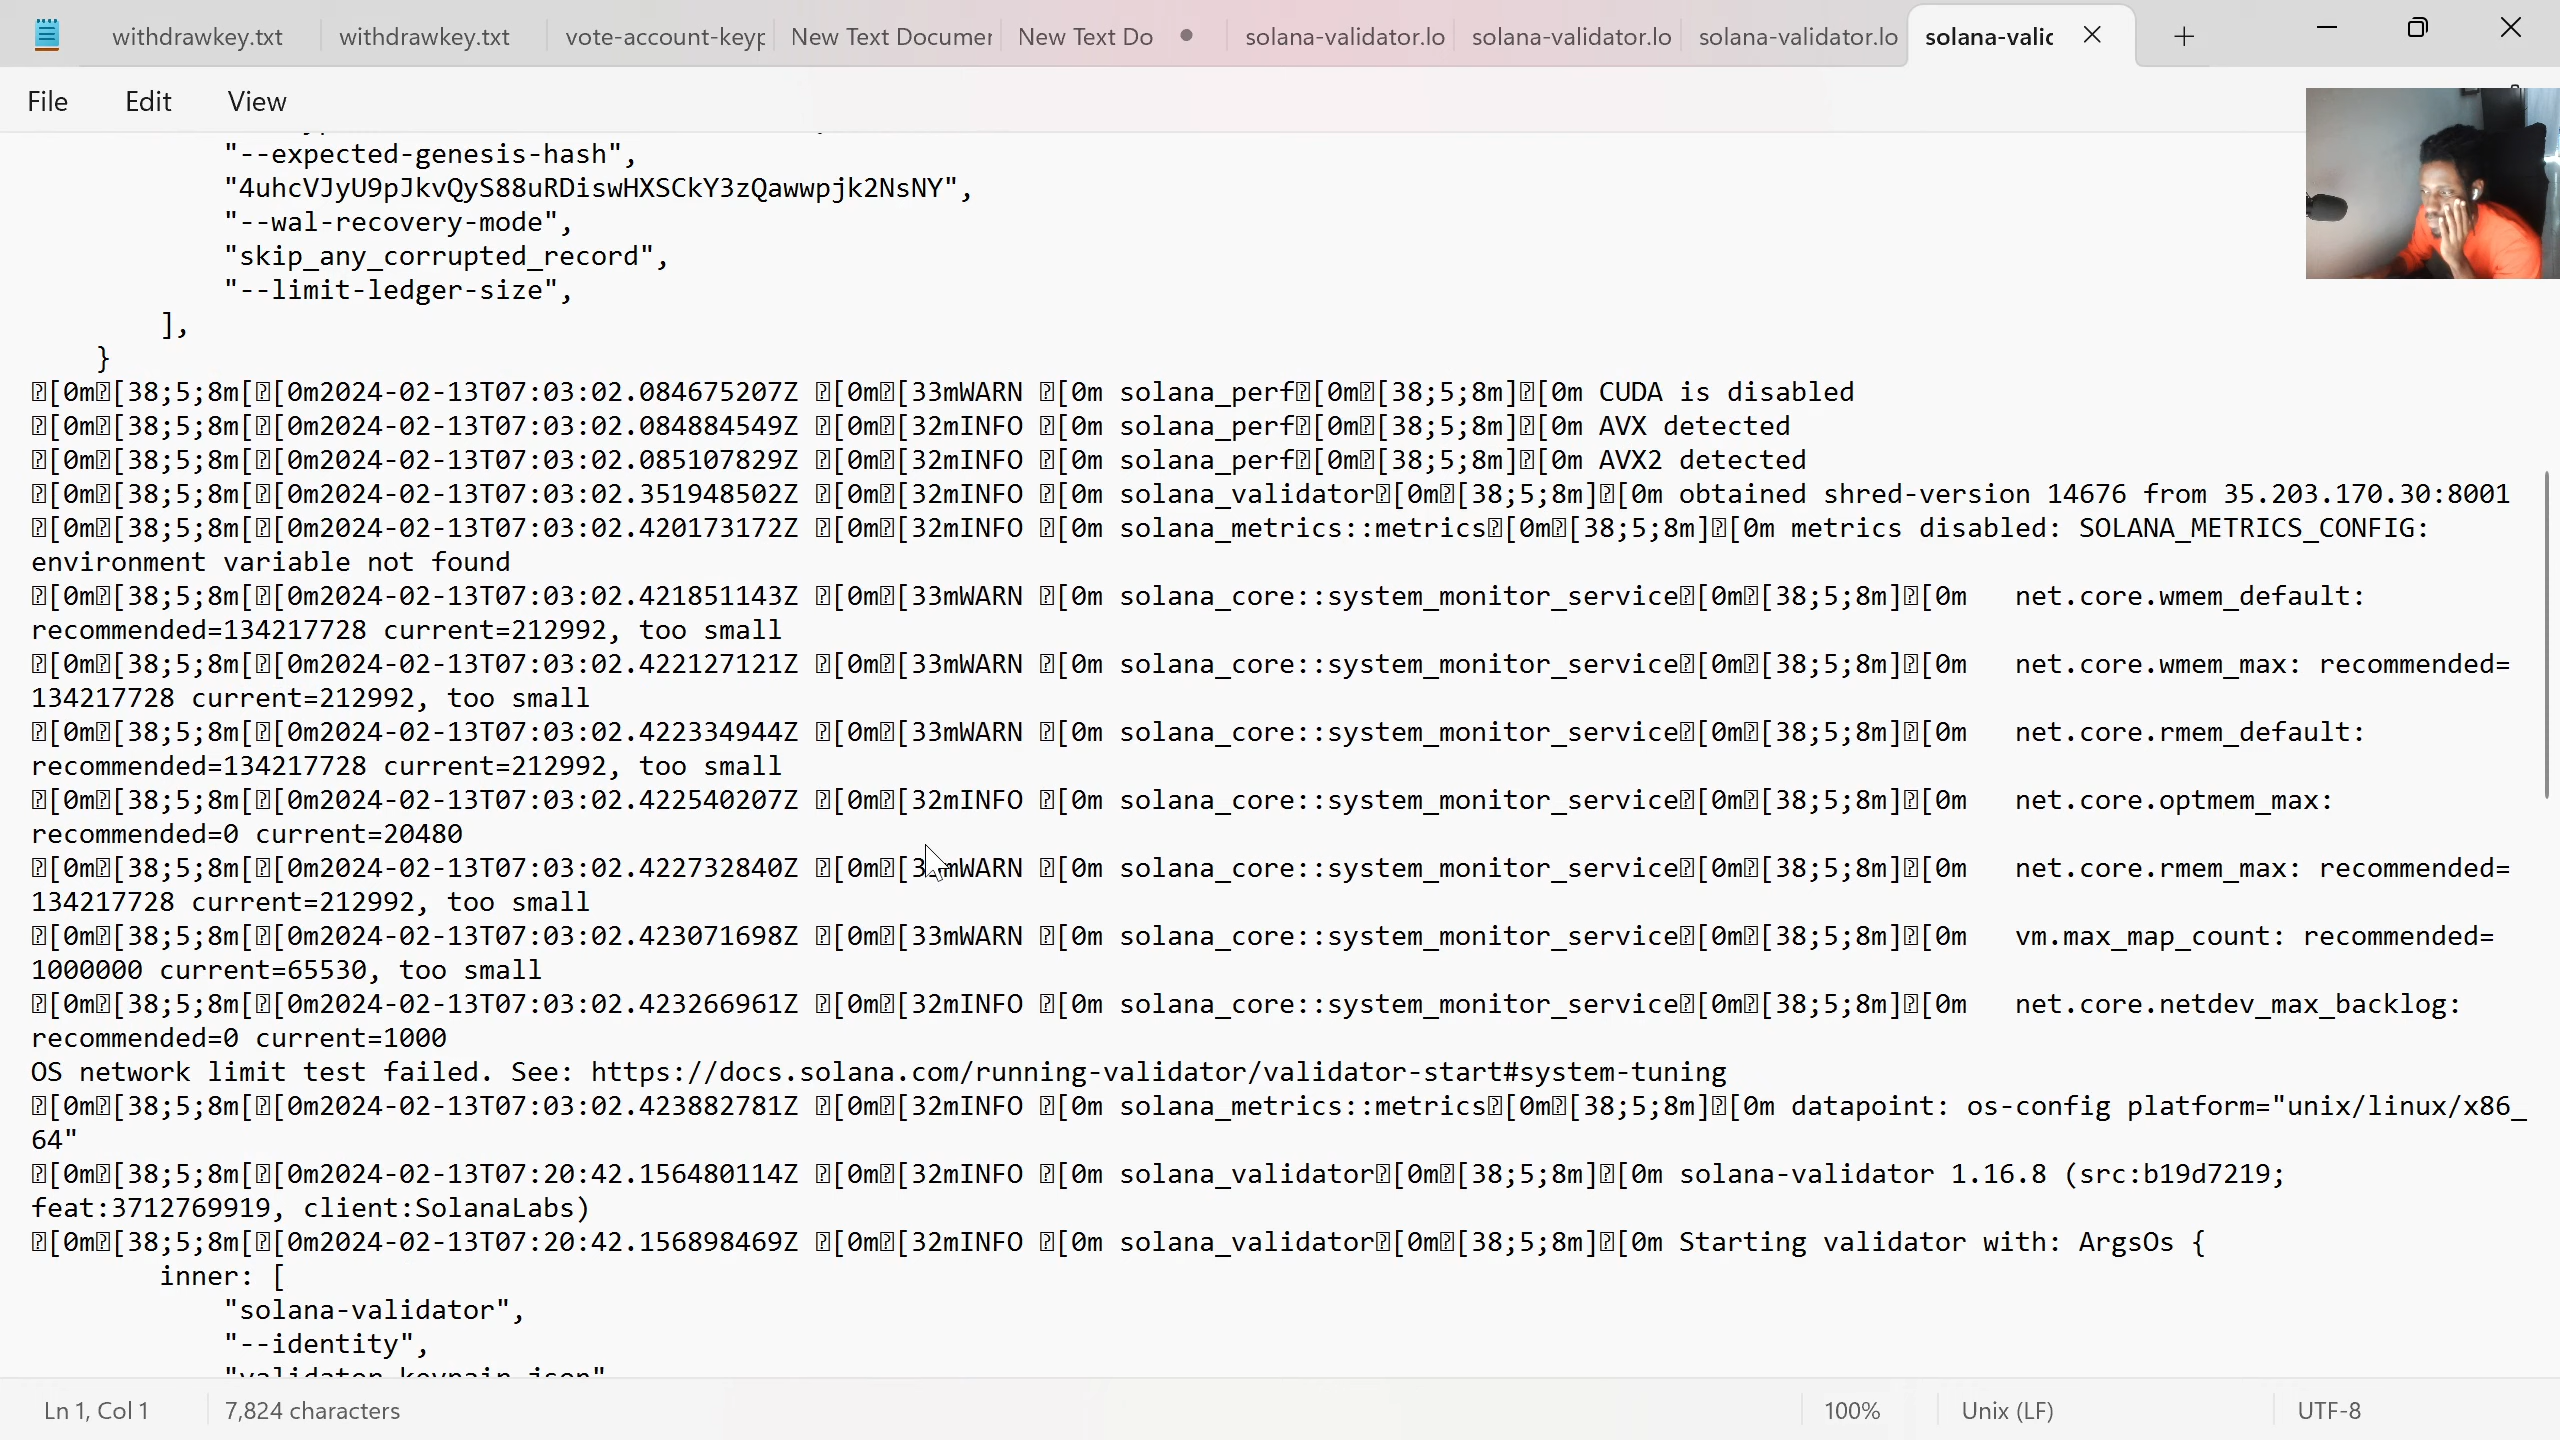 withdrawkey.txt
withdrawkey.txt
vote-account-keyp
New Text Documen
New Text Do
solana-validator.lo
solana-validator.lo
solana-validator.lo
solana-valid
File
Edit
View
"--expected-genesis-hash",
"4uhcVJyU9pJkvQyS88uRDiswHXSCkY3zQawwpjk2NsNY",
"--wal-recovery-mode",
"skip_any_corrupted_record",
"--limit-ledger-size",
],
}
[0m[38;5;8m[[0m2024-02-13T07:03:02.084675207Z [0m[33mWARN [0m solana_perf[0m[38;5;8m][0m CUDA is disabled
[0m[38;5;8m[[0m2024-02-13T07:03:02.084884549Z [0m[32mINFO [0m solana_perf[0m[38;5;8m][0m AVX detected
[0m[38;5;8m[[0m2024-02-13T07:03:02.085107829Z [0m[32mINFO [0m solana_perf[0m[38;5;8m][0m AVX2 detected
[0m[38;5;8m[[0m2024-02-13T07:03:02.351948502Z [0m[32mINFO [0m solana_validator[0m[38;5;8m][0m obtained shred-version 14676 from 35.203.170.30:8001
[0m[38;5;8m[[0m2024-02-13T07:03:02.420173172Z [0m[32mINFO [0m solana_metrics::metrics[0m[38;5;8m][0m metrics disabled: SOLANA_METRICS_CONFIG:
environment variable not found
[0m[38;5;8m[[0m2024-02-13T07:03:02.421851143Z [0m[33mWARN [0m solana_core::system_monitor_service[0m[38;5;8m][0m   net.core.wmem_default:
recommended=134217728 current=212992, too small
[0m[38;5;8m[[0m2024-02-13T07:03:02.422127121Z [0m[33mWARN [0m solana_core::system_monitor_service[0m[38;5;8m][0m   net.core.wmem_max: recommended=
134217728 current=212992, too small
[0m[38;5;8m[[0m2024-02-13T07:03:02.422334944Z [0m[33mWARN [0m solana_core::system_monitor_service[0m[38;5;8m][0m   net.core.rmem_default:
recommended=134217728 current=212992, too small
[0m[38;5;8m[[0m2024-02-13T07:03:02.422540207Z [0m[32mINFO [0m solana_core::system_monitor_service[0m[38;5;8m][0m   net.core.optmem_max:
recommended=0 current=20480
[0m[38;5;8m[[0m2024-02-13T07:03:02.422732840Z [0m[33mWARN [0m solana_core::system_monitor_service[0m[38;5;8m][0m   net.core.rmem_max: recommended=
134217728 current=212992, too small
[0m[38;5;8m[[0m2024-02-13T07:03:02.423071698Z [0m[33mWARN [0m solana_core::system_monitor_service[0m[38;5;8m][0m   vm.max_map_count: recommended=
1000000 current=65530, too small
[0m[38;5;8m[[0m2024-02-13T07:03:02.423266961Z [0m[32mINFO [0m solana_core::system_monitor_service[0m[38;5;8m][0m   net.core.netdev_max_backlog:
recommended=0 current=1000
OS network limit test failed. See: https://docs.solana.com/running-validator/validator-start#system-tuning
[0m[38;5;8m[[0m2024-02-13T07:03:02.423882781Z [0m[32mINFO [0m solana_metrics::metrics[0m[38;5;8m][0m datapoint: os-config platform="unix/linux/x86_
64"
[0m[38;5;8m[[0m2024-02-13T07:20:42.156480114Z [0m[32mINFO [0m solana_validator[0m[38;5;8m][0m solana-validator 1.16.8 (src:b19d7219;
feat:3712769919, client:SolanaLabs)
[0m[38;5;8m[[0m2024-02-13T07:20:42.156898469Z [0m[32mINFO [0m solana_validator[0m[38;5;8m][0m Starting validator with: ArgsOs {
inner: [
"solana-validator",
"--identity",
"validator-keypair.json"
Ln 1, Col 1
7,824 characters
100%
Unix (LF)
UTF-8